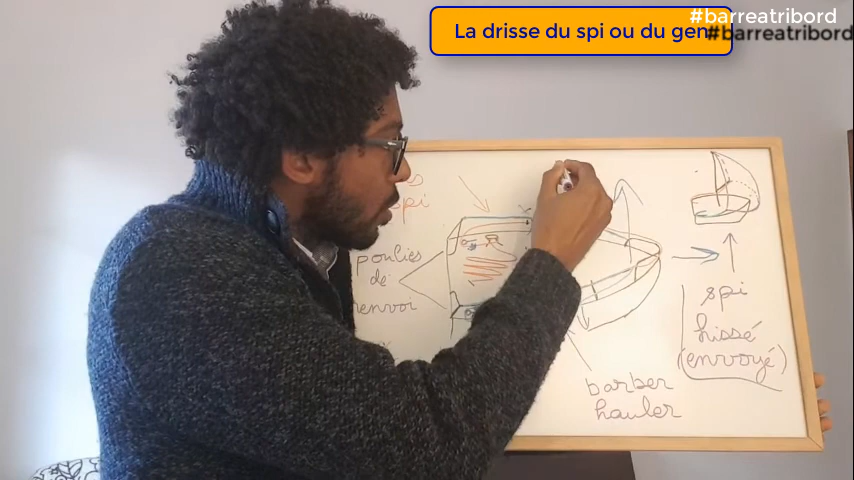 #barreatribord
La drisse du spi ou du gen
#barreatribord
spi
poulies
de
renvoi
spi
hissé
(envoyé)
barber
hauler